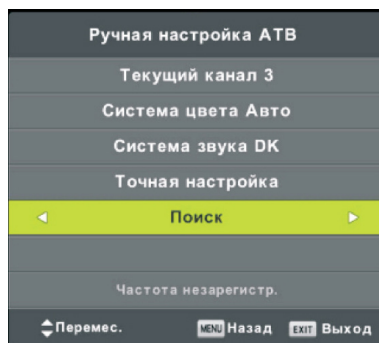 Ручная настройка АТВ
Текущий канал 3
Система цвета Авто
Система звука DK
Точная настройка
Поиск
Частота незарегистр.
Перемес. MENU Назад EXIT Выход